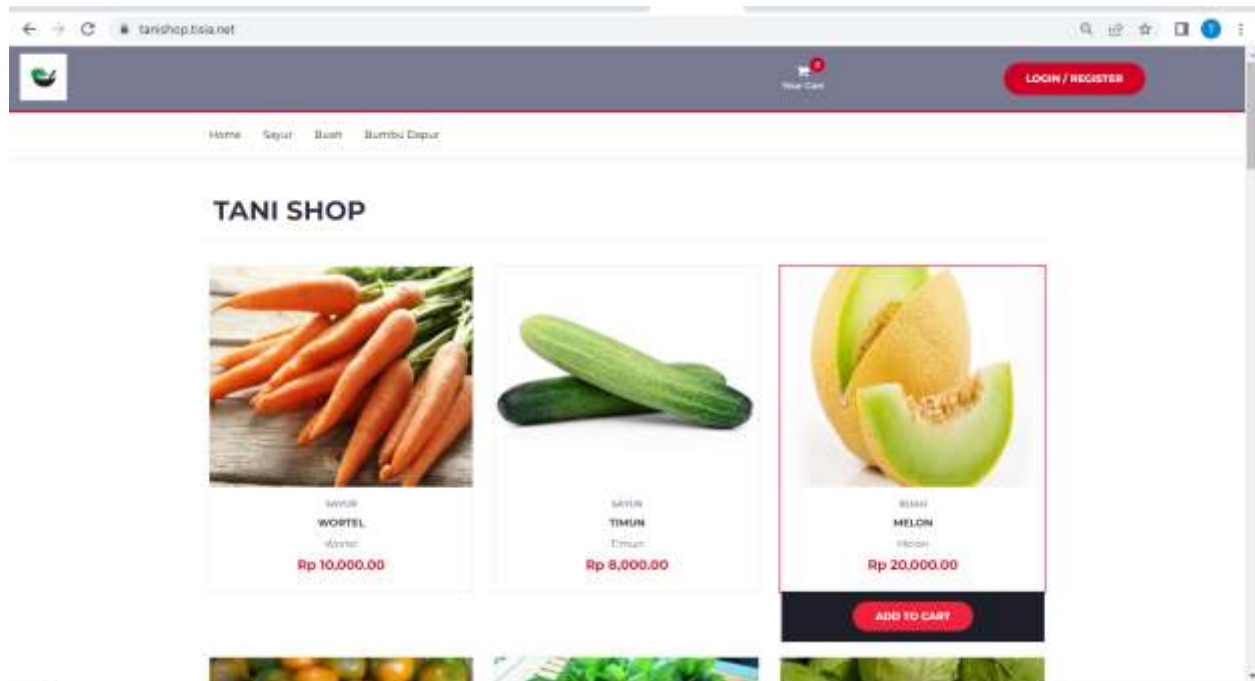 tanishop.tisia.net
0
Your Cart
LOGIN / REGISTER
Home Sayur Buah Bumbu Dapur
TANI SHOP
SAYUR
WORTEL
Wortel
Rp 10,000.00
SAYUR
TIMUN
Timun
Rp 8,000.00
BUAH
MELON
Melon
Rp 20,000.00
ADD TO CART